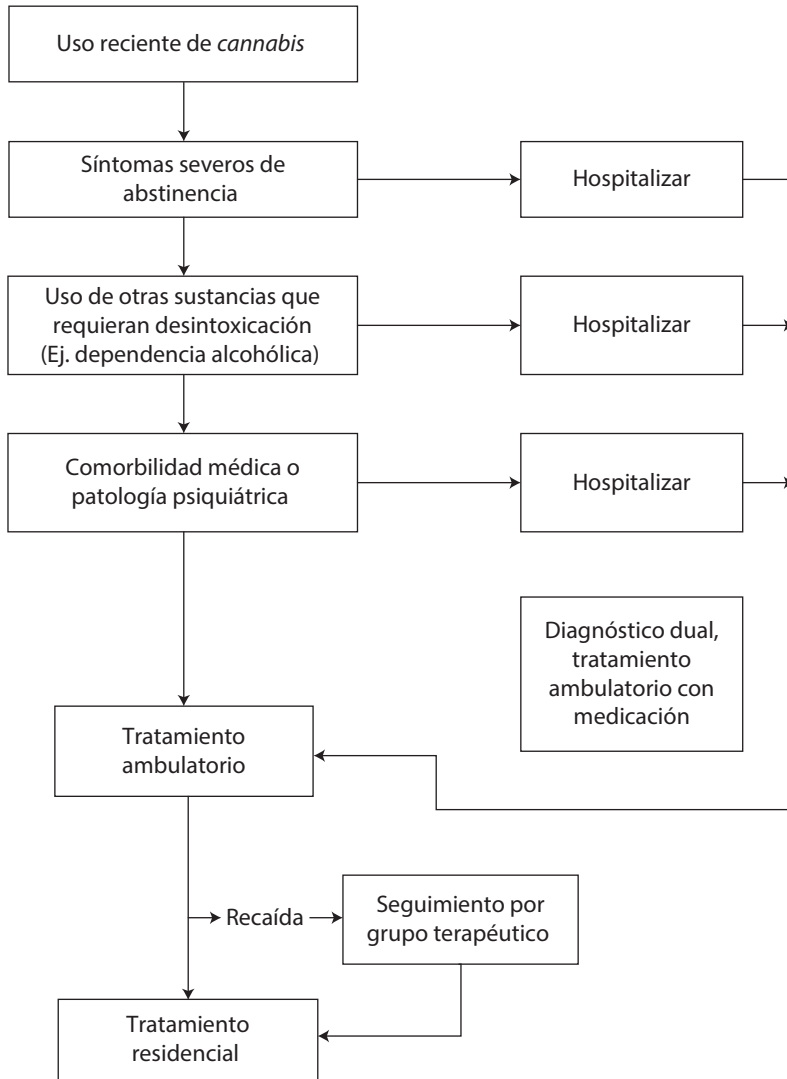 Uso reciente de cannabis
Síntomas severos de
abstinencia
Hospitalizar
Uso de otras sustancias que
requieran desintoxicación
(Ej. dependencia alcohólica)
Hospitalizar
Comorbilidad médica o
patología psiquiátrica
Hospitalizar
Diagnóstico dual,
tratamiento
ambulatorio con
medicación
Tratamiento
ambulatorio
Recaída
Seguimiento por
grupo terapéutico
Tratamiento
residencial